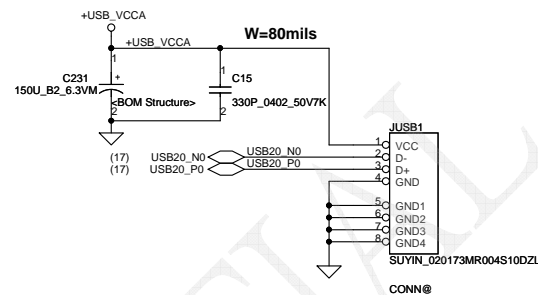 +USB_VCCA
+USB_VCCA
W=80mils
1
C231
+
150U_B2_6.3VM
<BOM Structure>
2
1
C15
330P_0402_50V7K
2
JUSB1
1
VCC
(17)
USB20_N0
USB20_N0
2
D-
(17)
USB20_P0
USB20_P0
3
D+
4
GND
5
GND1
6
GND2
7
GND3
8
GND4
SUYIN_020173MR004S10DZL
CONN@